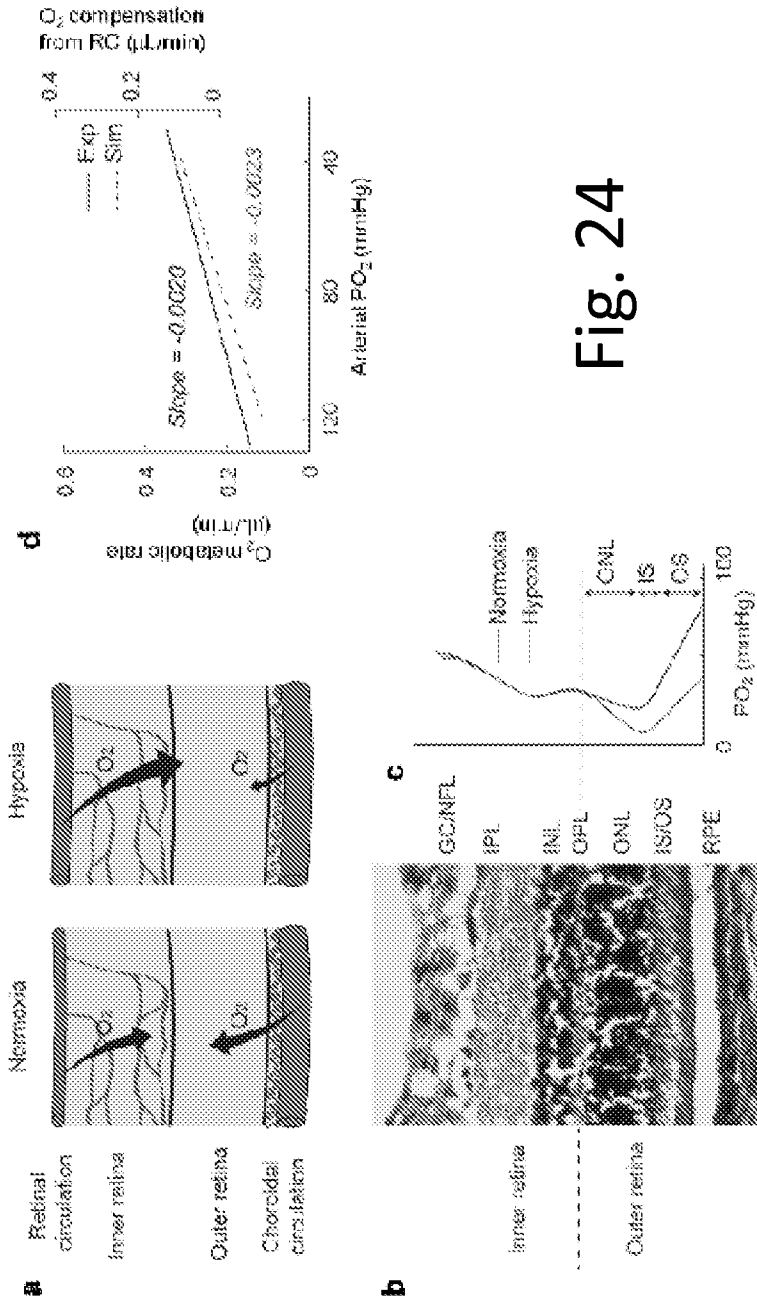 a
Normoxia
Hypoxia
Retinal
circulation
Inner retina
Outer retina
Choroidal
circulation
O2
O2
O2
O2
b
Inner retina
Outer retina
GC/NFL
IPL
INL
OPL
ONL
IS/OS
RPE
c
Normoxia
Hypoxia
ONL
IS
OS
0
100
PO2 (mmHg)
d
O2 metabolic rate
(μL/min)
0.6
0.4
0.2
0
O2 compensation
from RC (μL/min)
0.4
0.2
0
Exp
Sim
Slope = -0.0020
Slope = -0.0023
120
80
40
Arterial PO2 (mmHg)
Fig. 24